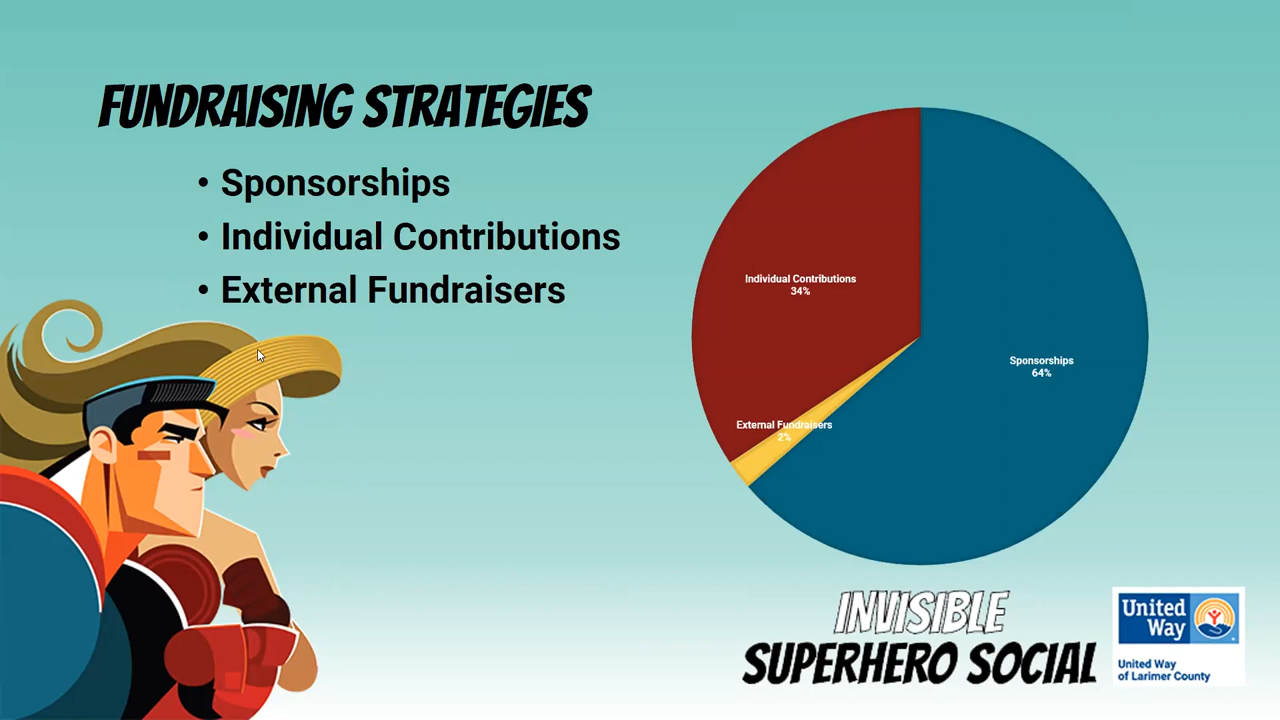 FUNDRAISING STRATEGIES
• Sponsorships
• Individual Contributions
• External Fundraisers
Individual Contributions
34%
Sponsorships
64%
External Fundraisers
2%
INVISIBLE
SUPERHERO SOCIAL
United
Way
United Way
of Larimer County